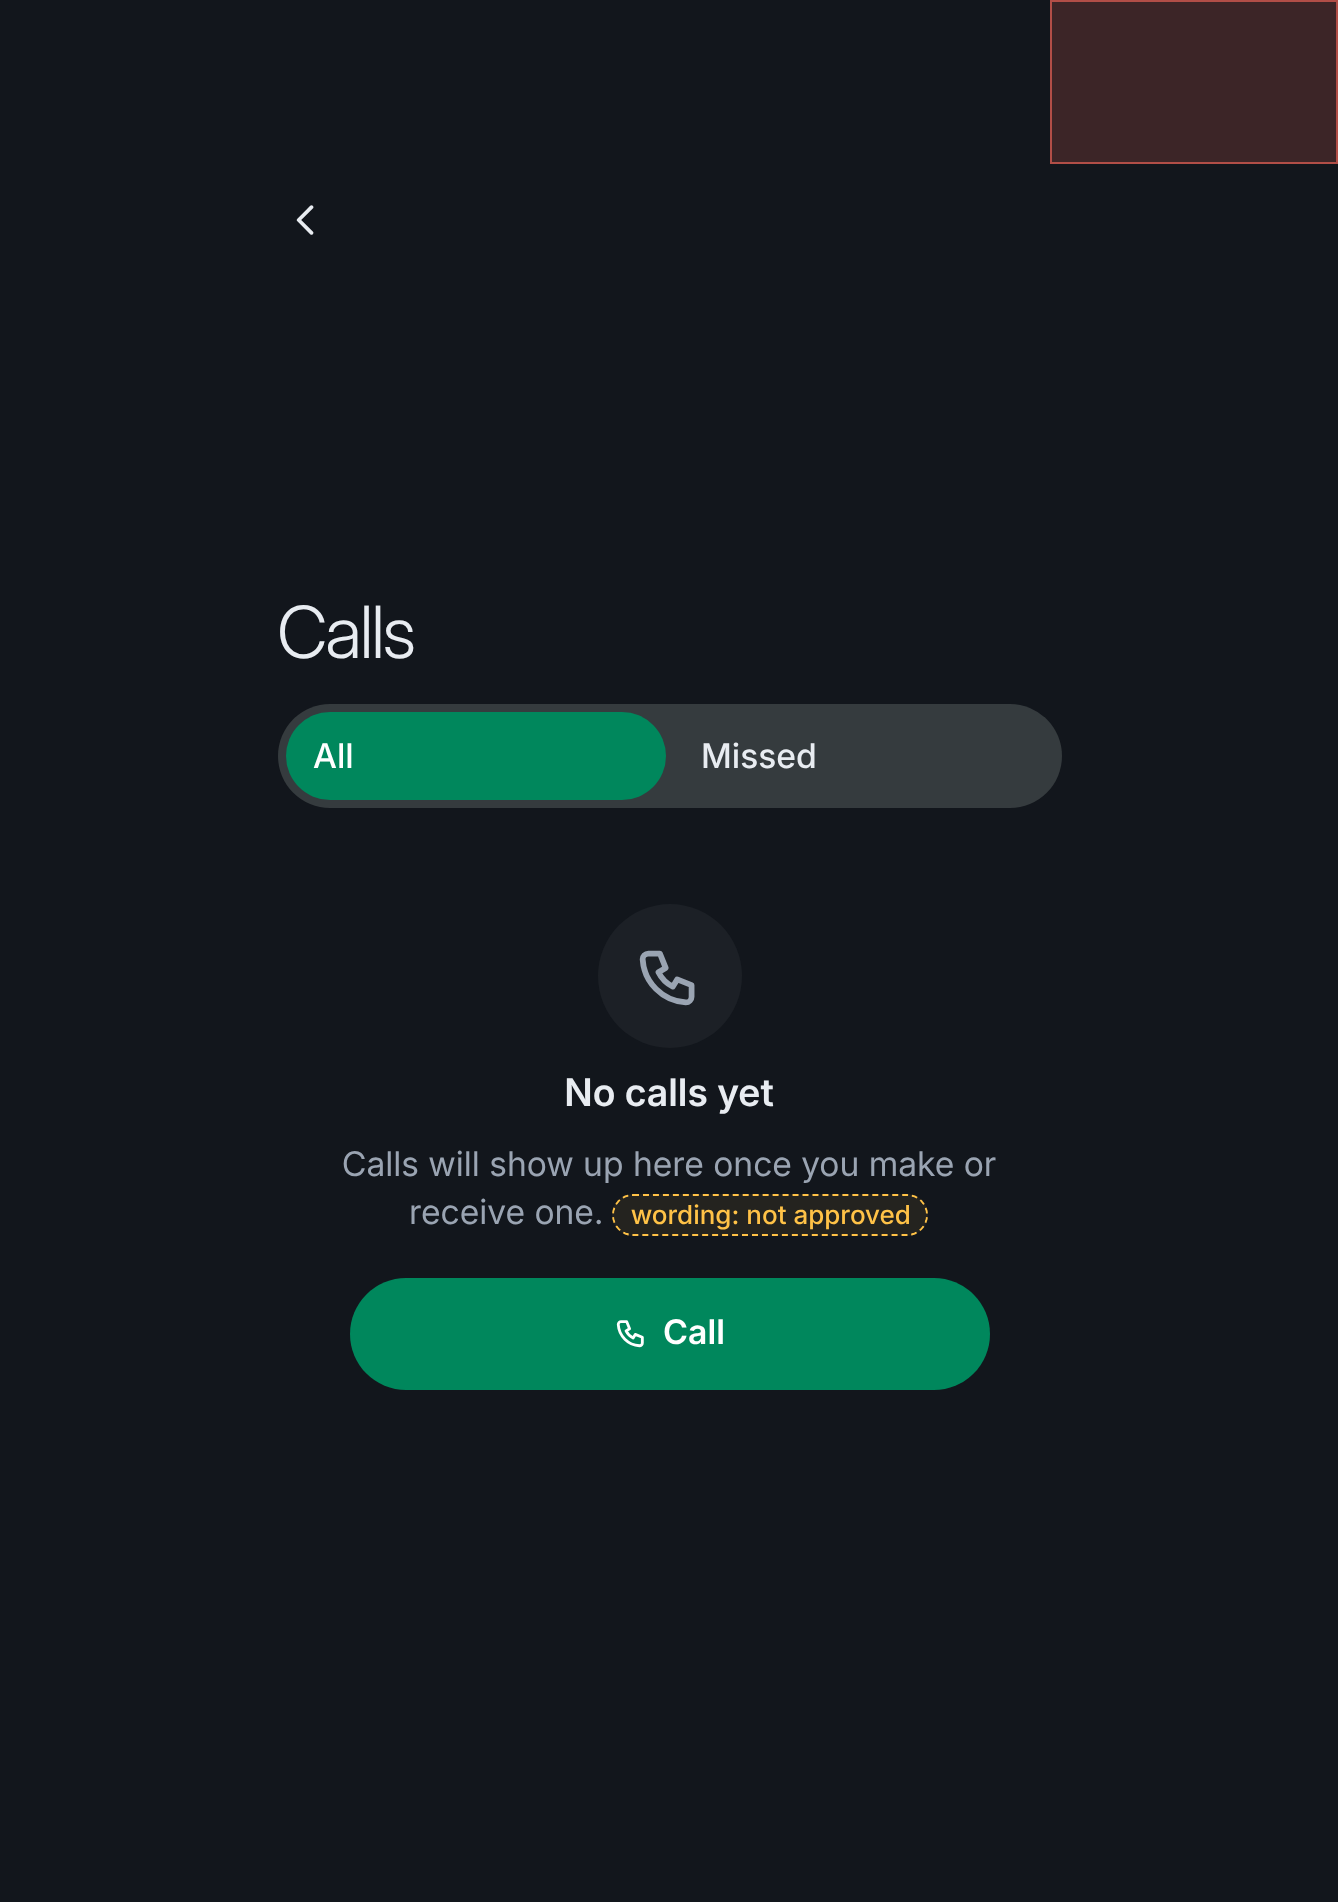 Calls
All
Missed
No calls yet
Calls will show up here once you make or
receive one. wording: not approved
Call